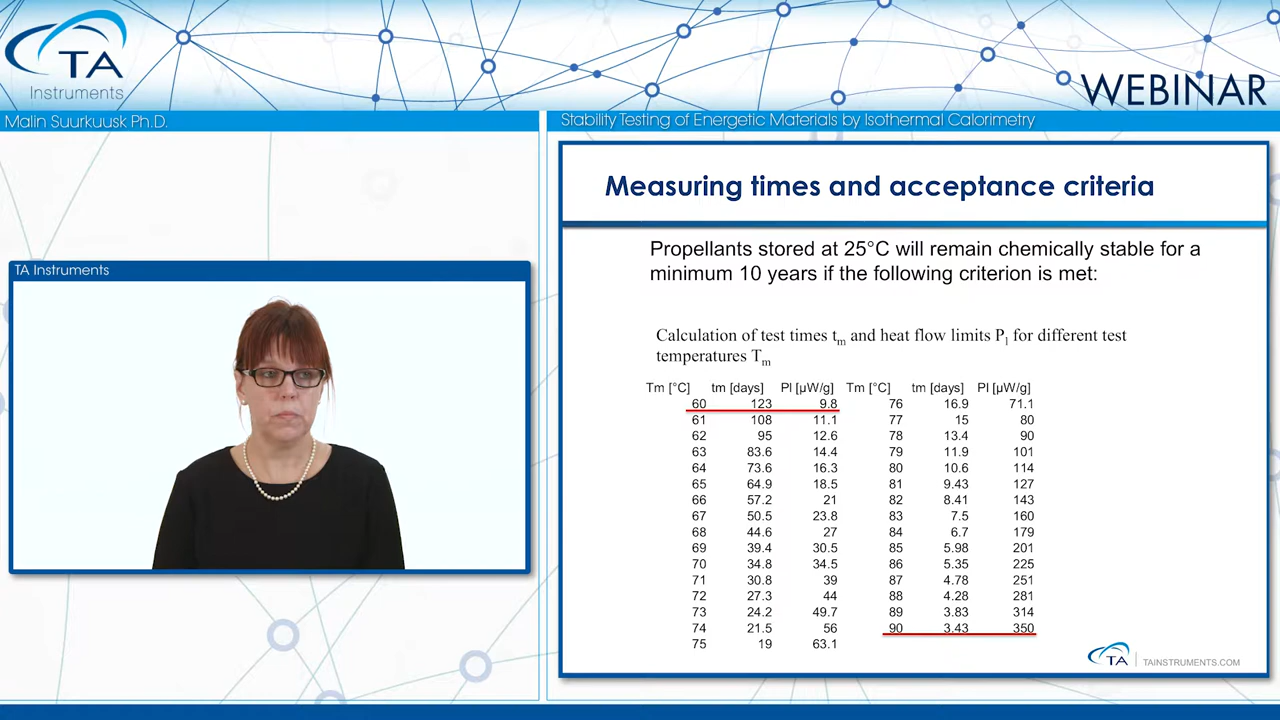 TA
Instruments
WEBINAR
Malin Suurkuusk Ph.D.
Stability Testing of Energetic Materials by Isothermal Calorimetry
TA Instruments
Measuring times and acceptance criteria
Propellants stored at 25°C will remain chemically stable for a
minimum 10 years if the following criterion is met:
Calculation of test times tm and heat flow limits Pl for different test
temperatures Tm
Tm [°C] tm [days] Pl [µW/g] Tm [°C] tm [days] Pl [µW/g]
60 123 9.8 76 16.9 71.1
61 108 11.1 77 15 80
62 95 12.6 78 13.4 90
63 83.6 14.4 79 11.9 101
64 73.6 16.3 80 10.6 114
65 64.9 18.5 81 9.43 127
66 57.2 21 82 8.41 143
67 50.5 23.8 83 7.5 160
68 44.6 27 84 6.7 179
69 39.4 30.5 85 5.98 201
70 34.8 34.5 86 5.35 225
71 30.8 39 87 4.78 251
72 27.3 44 88 4.28 281
73 24.2 49.7 89 3.83 314
74 21.5 56 90 3.43 350
75 19 63.1
TA TAINSTRUMENTS.COM